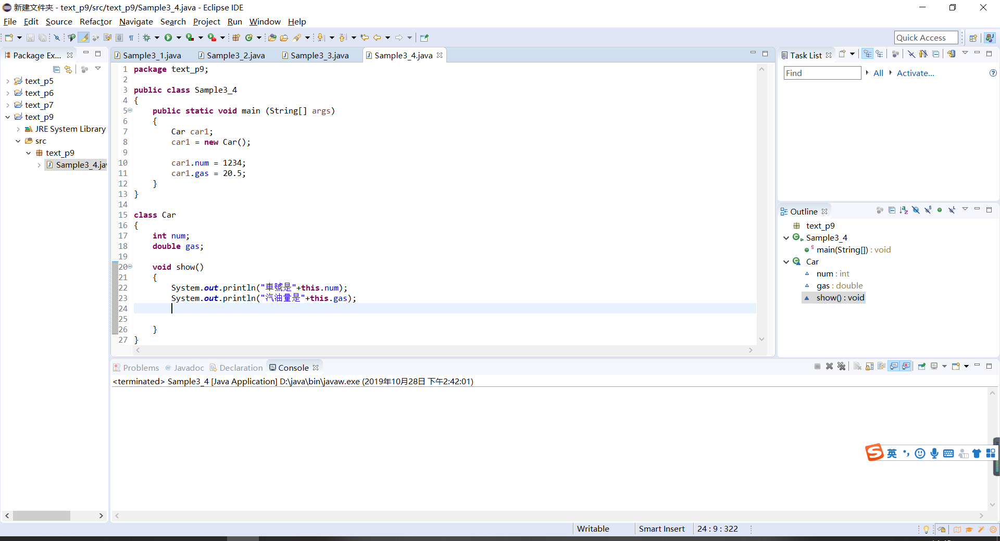 新建文件夹 - text_p9/src/text_p9/Sample3_4.java - Eclipse IDE
File Edit Source Refactor Navigate Search Project Run Window Help
Quick Access
Package Ex...
text_p5
text_p6
text_p7
text_p9
JRE System Library
src
text_p9
Sample3_4.jav
Sample3_1.java Sample3_2.java Sample3_3.java Sample3_4.java
1 package text_p9;
2
3 public class Sample3_4
4 {
5 public static void main (String[] args)
6 {
7 Car car1;
8 car1 = new Car();
9
10 car1.num = 1234;
11 car1.gas = 20.5;
12 }
13 }
14
15 class Car
16 {
17 int num;
18 double gas;
19
20 void show()
21 {
22 System.out.println("車號是"+this.num);
23 System.out.println("汽油量是"+this.gas);
24
25
26 }
27 }
Task List
Find All Activate...
Outline
text_p9
Sample3_4
main(String[]) : void
Car
num : int
gas : double
show() : void
Problems @ Javadoc Declaration Console
<terminated> Sample3_4 [Java Application] D:\java\bin\javaw.exe (2019年10月28日 下午2:42:01)
英
Writable Smart Insert 24 : 9 : 322